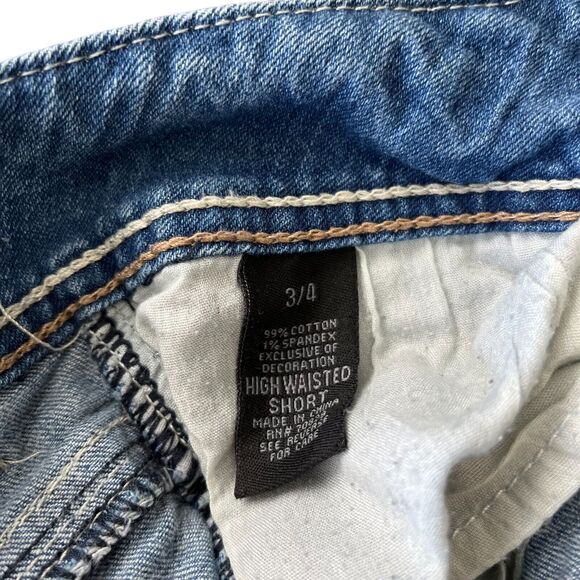 3/4
99% COTTON
1% SPANDEX
EXCLUSIVE OF
DECORATION
HIGH WAISTED
SHORT
MADE IN CHINA
RN#
SEE REVERSE
FOR CARE